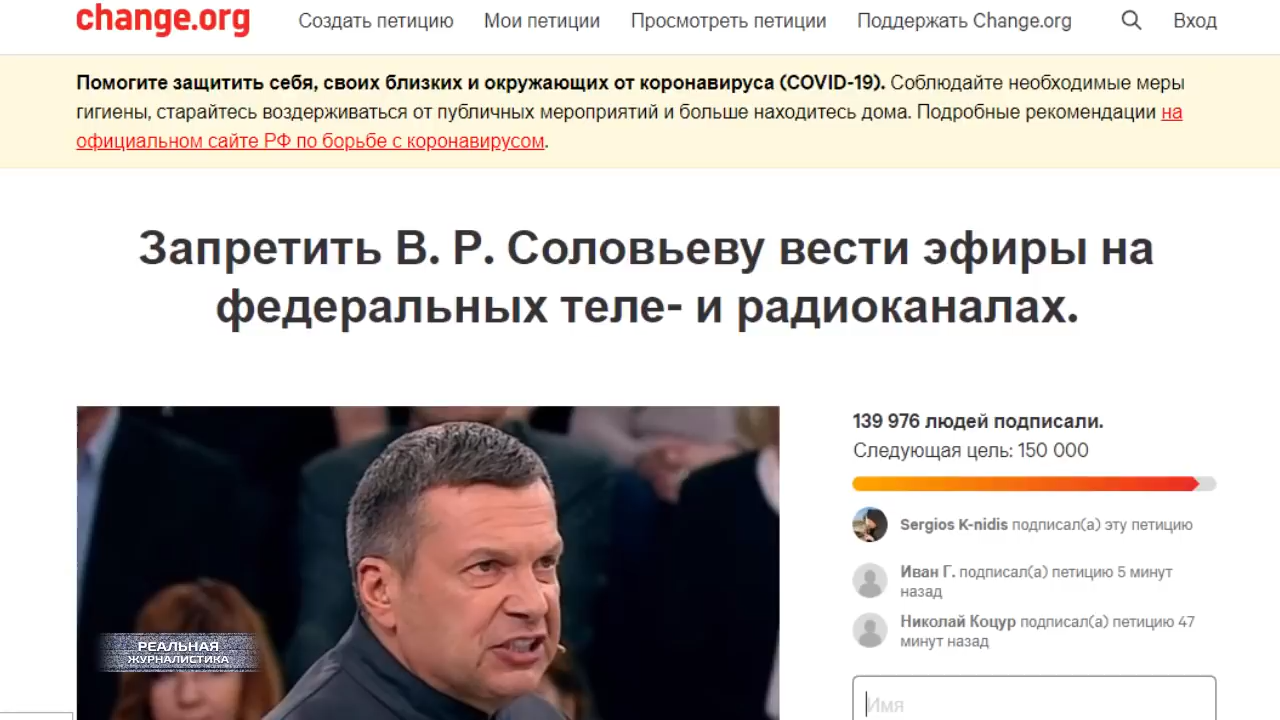 change.org
Создать петицию Мои петиции Просмотреть петиции Поддержать Change.org Вход
Помогите защитить себя, своих близких и окружающих от коронавируса (COVID-19). Соблюдайте необходимые меры
гигиены, старайтесь воздерживаться от публичных мероприятий и больше находитесь дома. Подробные рекомендации на
официальном сайте РФ по борьбе с коронавирусом.
Запретить В. Р. Соловьеву вести эфиры на
федеральных теле- и радиоканалах.
139 976 людей подписали.
Следующая цель: 150 000
Sergios K-nidis подписал(а) эту петицию
Иван Г. подписал(а) петицию 5 минут
назад
Николай Коцур подписал(а) петицию 47
минут назад
Имя
РЕАЛЬНАЯ
ЖУРНАЛИСТИКА